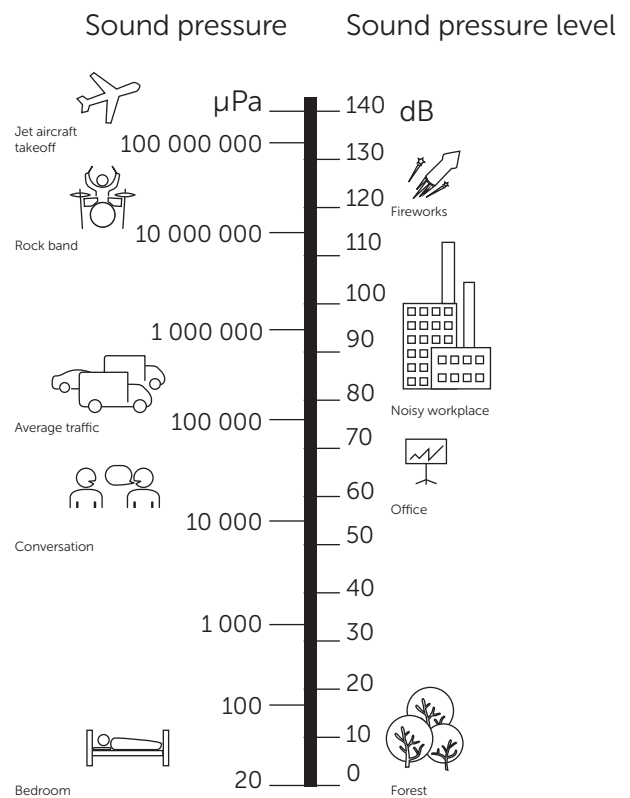 Sound pressure
Sound pressure level
µPa
140 dB
Jet aircraft
takeoff
100 000 000
130
Fireworks
120
Rock band
10 000 000
110
100
1 000 000
90
Noisy workplace
80
Average traffic
100 000
70
Office
60
10 000
Conversation
50
40
1 000
30
20
100
10
Bedroom
20
0
Forest